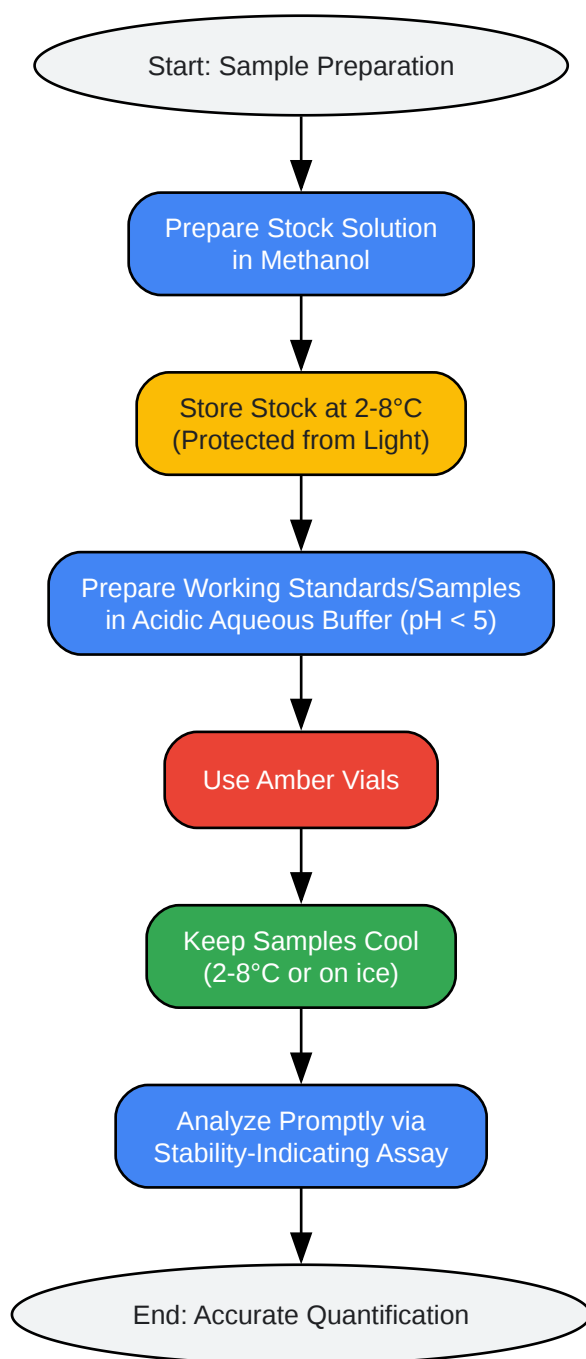 Start: Sample Preparation
Prepare Stock Solution
in Methanol
Store Stock at 2-8°C
(Protected from Light)
Prepare Working Standards/Samples
in Acidic Aqueous Buffer (pH < 5)
Use Amber Vials
Keep Samples Cool
(2-8°C or on ice)
Analyze Promptly via
Stability-Indicating Assay
End: Accurate Quantification